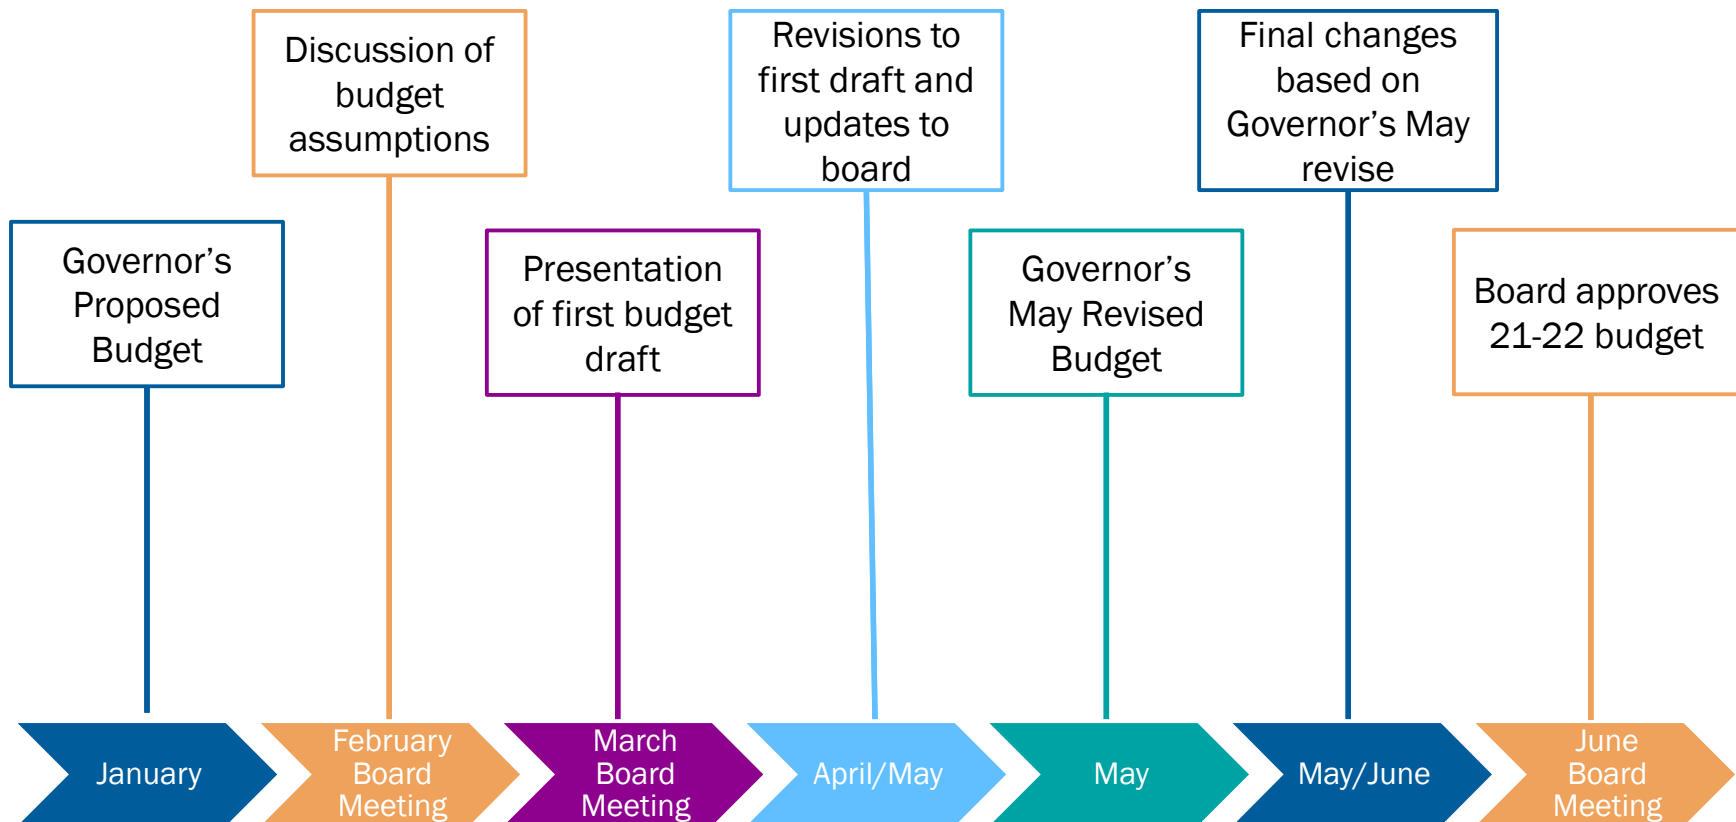 Discussion of
budget
assumptions
Revisions to
first draft and
updates to
board
Final changes
based on
Governor’s May
revise
Governor’s
Proposed
Budget
Presentation
of first budget
draft
Governor’s
May Revised
Budget
Board approves
21-22 budget
January
February
Board
Meeting
March
Board
Meeting
April/May
May
May/June
June
Board
Meeting